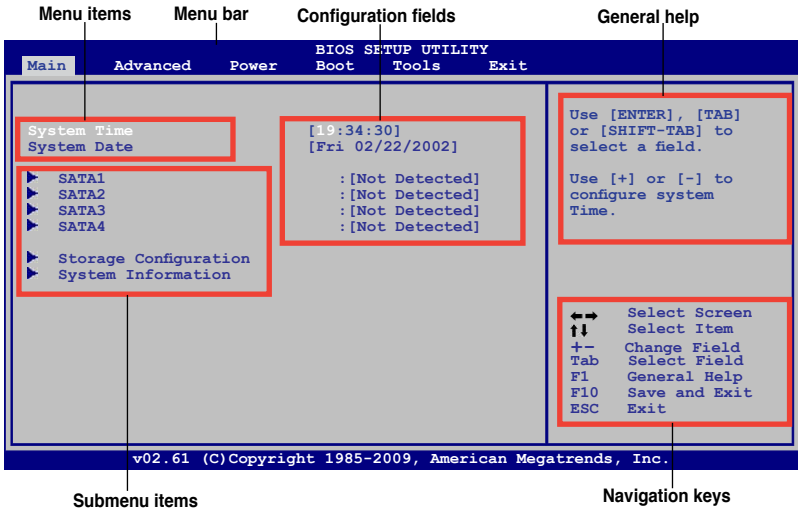 Menu items Menu bar Configuration fields General help
BIOS SETUP UTILITY
Main Advanced Power Boot Tools Exit
System Time [19:34:30]
System Date [Fri 02/22/2002]
SATA1 :[Not Detected]
SATA2 :[Not Detected]
SATA3 :[Not Detected]
SATA4 :[Not Detected]
Storage Configuration
System Information
Use [ENTER], [TAB]
or [SHIFT-TAB] to
select a field.
Use [+] or [-] to
configure system
Time.
←→ Select Screen
↑↓ Select Item
+- Change Field
Tab Select Field
F1 General Help
F10 Save and Exit
ESC Exit
v02.61 (C)Copyright 1985-2009, American Megatrends, Inc.
Submenu items Navigation keys